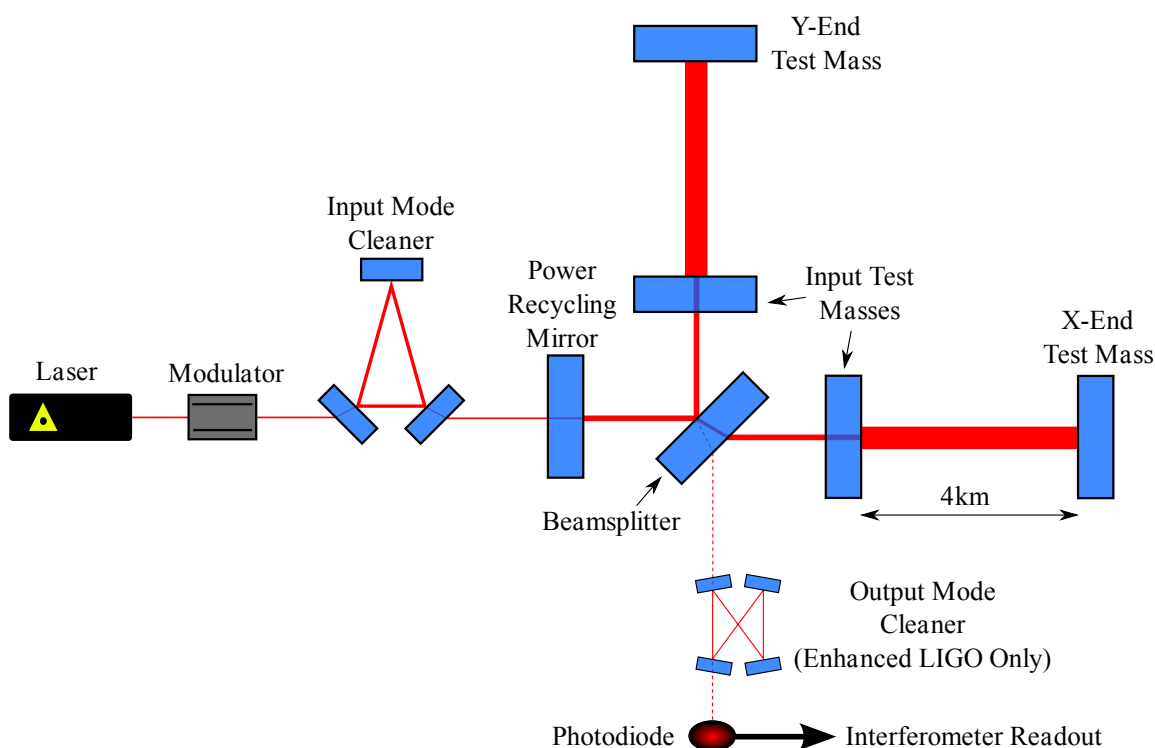 Y-End
Test Mass
Input Mode
Cleaner
Power
Recycling
Mirror
Input Test
Masses
X-End
Test Mass
Laser
Modulator
4km
Beamsplitter
Output Mode
Cleaner
(Enhanced LIGO Only)
Photodiode
Interferometer Readout